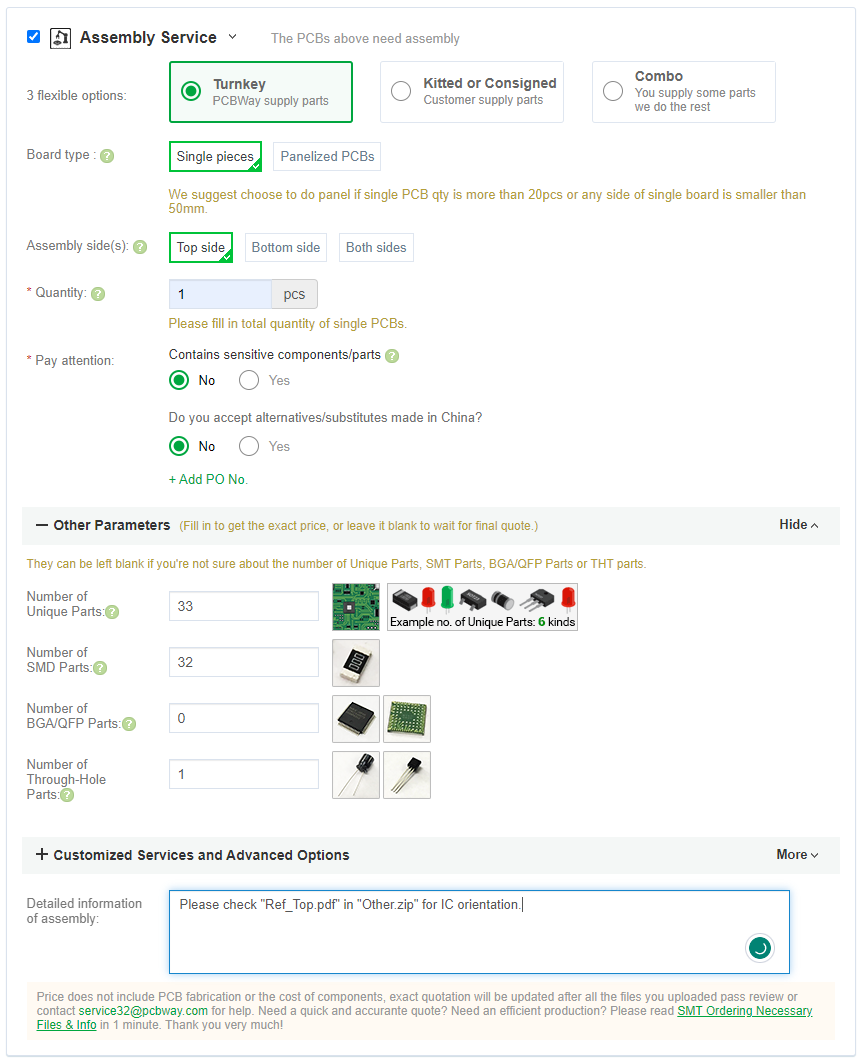 Assembly Service The PCBs above need assembly
3 flexible options:
Turnkey
PCBWay supply parts
Kitted or Consigned
Customer supply parts
Combo
You supply some parts
we do the rest
Board type : ?
Single pieces Panelized PCBs
We suggest choose to do panel if single PCB qty is more than 20pcs or any side of single board is smaller than
50mm.
Assembly side(s): ? Top side Bottom side Both sides
* Quantity: ? 1 pcs
Please fill in total quantity of single PCBs.
* Pay attention:
Contains sensitive components/parts ?
No Yes
Do you accept alternatives/substitutes made in China?
No Yes
+ Add PO No.
Other Parameters (Fill in to get the exact price, or leave it blank to wait for final quote.) Hide
They can be left blank if you're not sure about the number of Unique Parts, SMT Parts, BGA/QFP Parts or THT parts.
Number of
Unique Parts: ?
33
Example no. of Unique Parts: 6 kinds
Number of
SMD Parts: ?
32
Number of
BGA/QFP Parts: ?
0
Number of
Through-Hole
Parts: ?
1
Customized Services and Advanced Options More
Detailed information
of assembly:
Please check "Ref_Top.pdf" in "Other.zip" for IC orientation.
Price does not include PCB fabrication or the cost of components, exact quotation will be updated after all the files you uploaded pass review or
contact service32@pcbway.com for help. Need a quick and accurante quote? Need an efficient production? Please read SMT Ordering Necessary
Files & Info in 1 minute. Thank you very much!